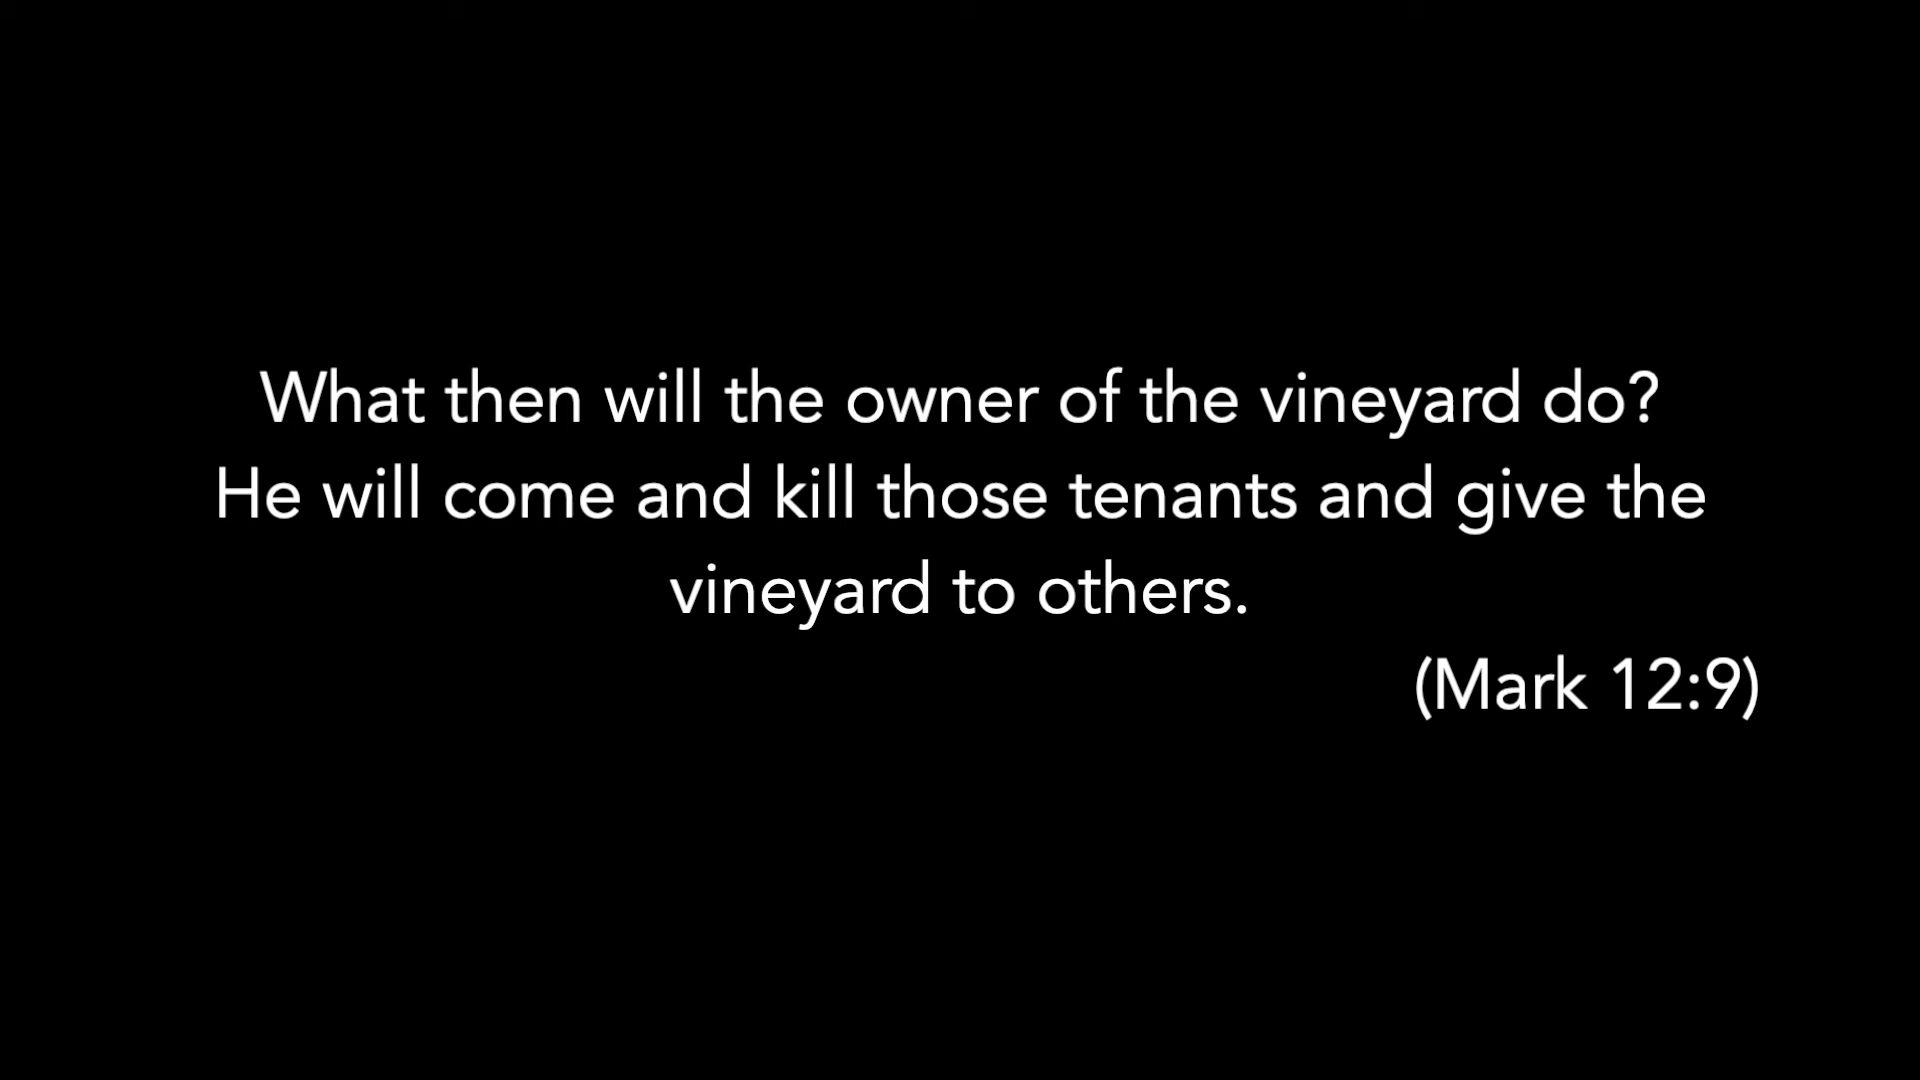 What then will the owner of the vineyard do?
He will come and kill those tenants and give the
vineyard to others.
(Mark 12:9)